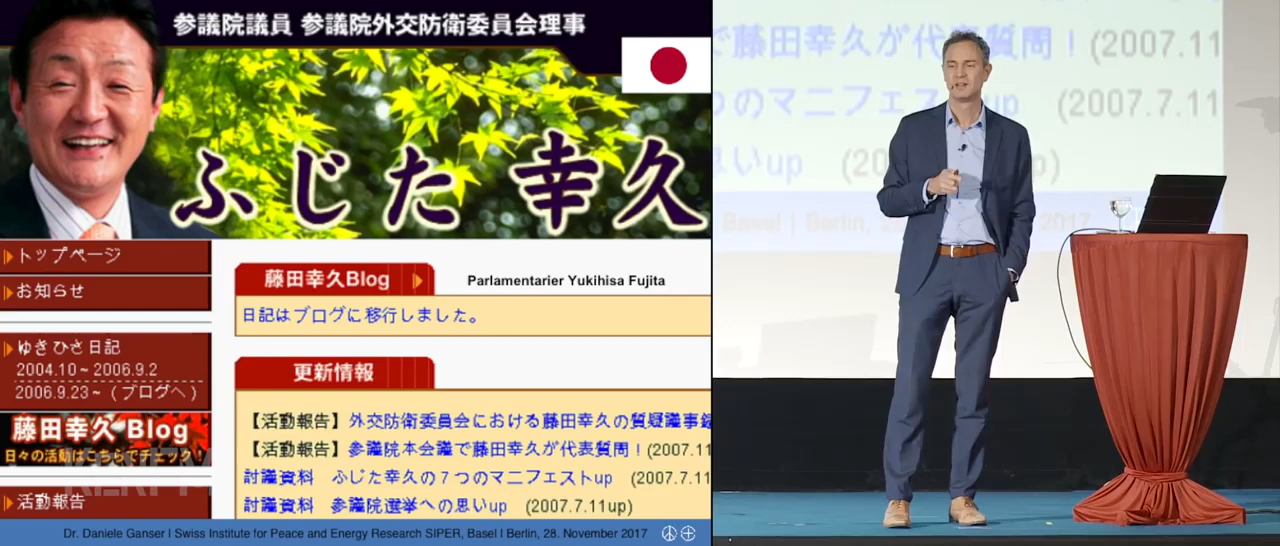 参議院議員 参議院外交防衛委員会理事
ふじた 幸久
トップページ
お知らせ
ゆきひさ日記
2004.10～2006.9.2
2006.9.23～（ブログへ）
藤田幸久 Blog
日々の活動はこちらでチェック！
活動報告
藤田幸久Blog
Parlamentarier Yukihisa Fujita
日記はブログに移行しました。
更新情報
【活動報告】外交防衛委員会における藤田幸久の質疑議事録
【活動報告】参議院本会議で藤田幸久が代表質問！(2007.11
討議資料 ふじた幸久の７つのマニフェストup (2007.7.11
討議資料 参議院選挙への思いup (2007.7.11up)
Dr. Daniele Ganser I Swiss Institute for Peace and Energy Research SIPER, Basel I Berlin, 28. November 2017
で藤田幸久が代表質問！(2007.11
つのマニフェストup (2007.7.11
思いup
Basel I Berlin, 2017